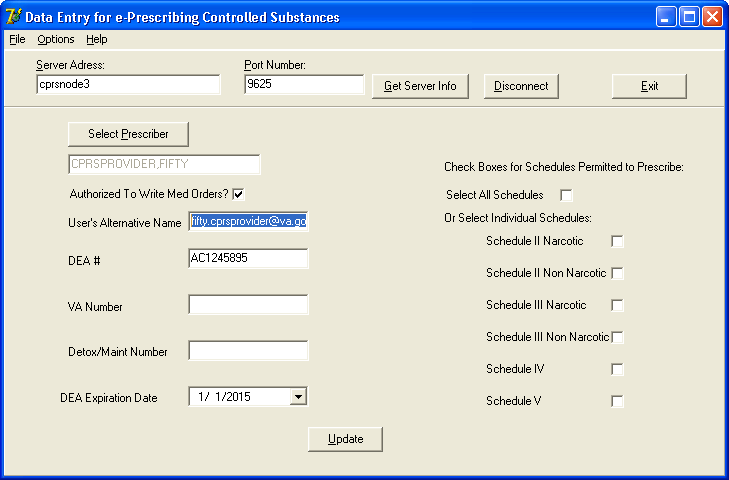 Data Entry for e-Prescribing Controlled Substances
File Options Help
Server Adress: Port Number:
cprsnode3 9625 Get Server Info Disconnect Exit
Select Prescriber
CPRSPROVIDER,FIFTY Check Boxes for Schedules Permitted to Prescribe:
Authorized To Write Med Orders? Select All Schedules
User's Alternative Name fifty.cprsprovider@va.go Or Select Individual Schedules:
Schedule II Narcotic
DEA # AC1245895
Schedule II Non Narcotic
VA Number Schedule III Narcotic
Schedule III Non Narcotic
Detox/Maint Number
Schedule IV
DEA Expiration Date 1/ 1/2015 Schedule V
Update